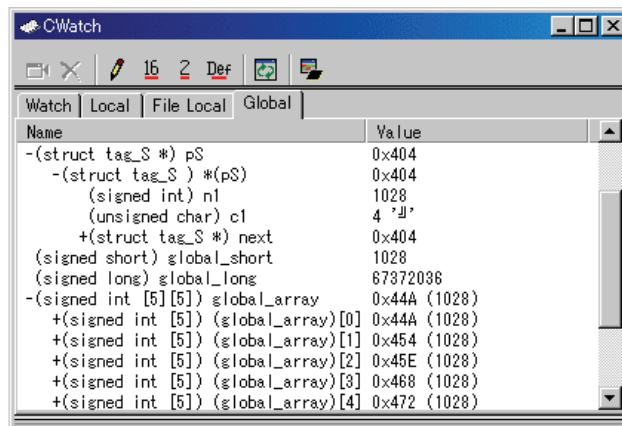 CWatch
16 2 Def
Watch Local File Local Global
Name Value
-(struct tag_S *) pS 0x404
-(struct tag_S ) *(pS) 0x404
(signed int) n1 1028
(unsigned char) c1 4 '┘'
+(struct tag_S *) next 0x404
(signed short) global_short 1028
(signed long) global_long 67372036
-(signed int [5][5]) global_array 0x44A (1028)
+(signed int [5]) (global_array)[0] 0x44A (1028)
+(signed int [5]) (global_array)[1] 0x454 (1028)
+(signed int [5]) (global_array)[2] 0x45E (1028)
+(signed int [5]) (global_array)[3] 0x468 (1028)
+(signed int [5]) (global_array)[4] 0x472 (1028)